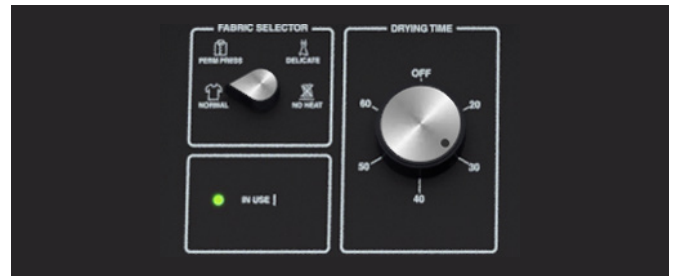 FABRIC SELECTOR
PERM PRESS
DELICATE
NORMAL
NO HEAT
IN USE
DRYING TIME
OFF
60
20
50
30
40